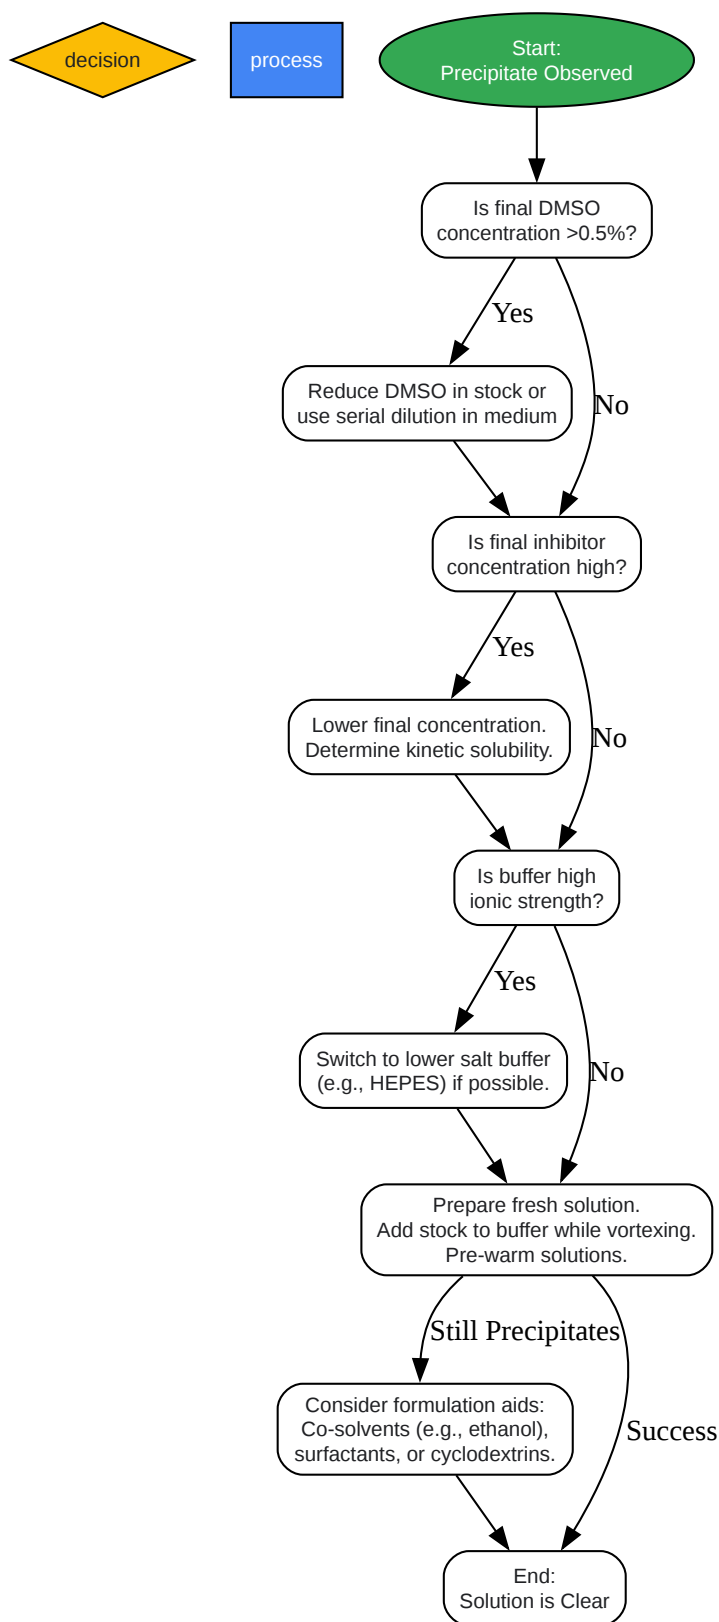 decision
process
Start:
Precipitate Observed
Is final DMSO
concentration >0.5%?
Yes
Reduce DMSO in stock or
use serial dilution in medium
No
Is final inhibitor
concentration high?
Yes
Lower final concentration.
Determine kinetic solubility.
No
Is buffer high
ionic strength?
Yes
Switch to lower salt buffer
(e.g., HEPES) if possible.
No
Prepare fresh solution.
Add stock to buffer while vortexing.
Pre-warm solutions.
Still Precipitates
Consider formulation aids:
Co-solvents (e.g., ethanol),
surfactants, or cyclodextrins.
Success
End:
Solution is Clear